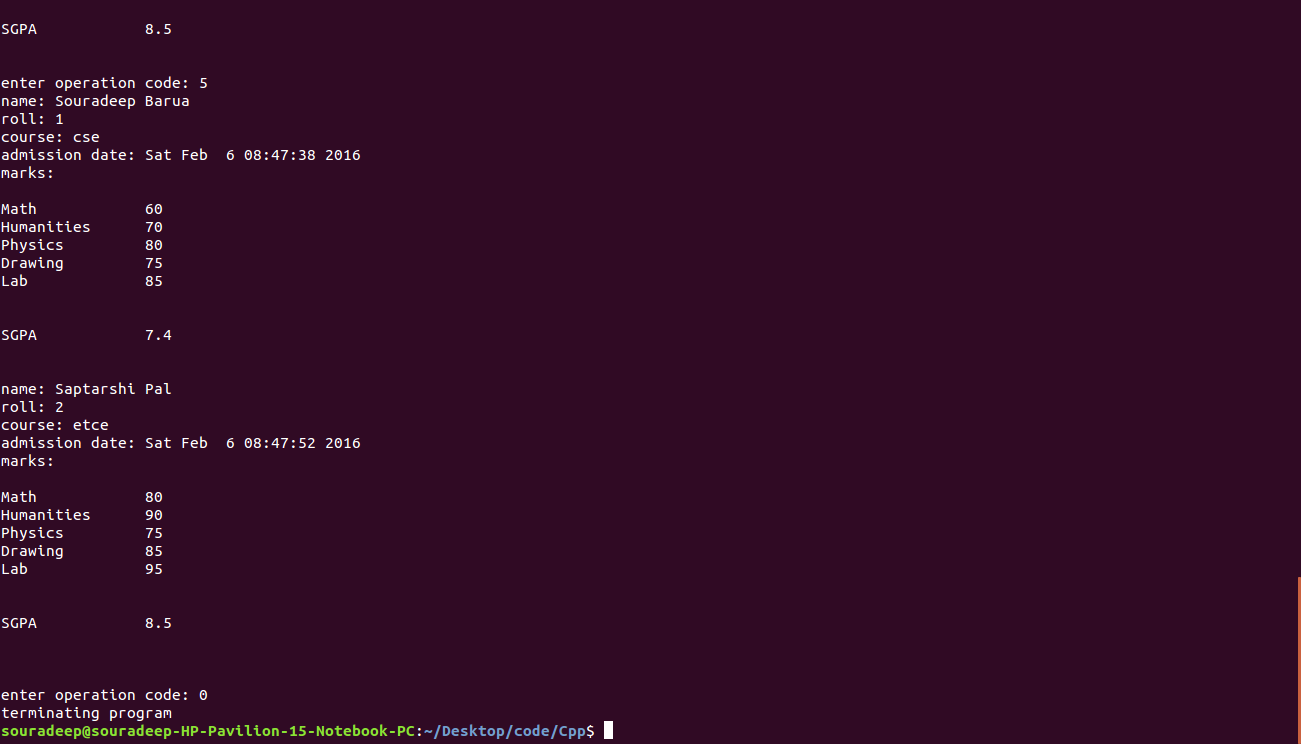 SGPA            8.5
enter operation code: 5
name: Souradeep Barua
roll: 1
course: cse
admission date: Sat Feb  6 08:47:38 2016
marks:
Math            60
Humanities      70
Physics         80
Drawing         75
Lab             85
SGPA            7.4
name: Saptarshi Pal
roll: 2
course: etce
admission date: Sat Feb  6 08:47:52 2016
marks:
Math            80
Humanities      90
Physics         75
Drawing         85
Lab             95
SGPA            8.5
enter operation code: 0
terminating program
souradeep@souradeep-HP-Pavilion-15-Notebook-PC:~/Desktop/code/Cpp$